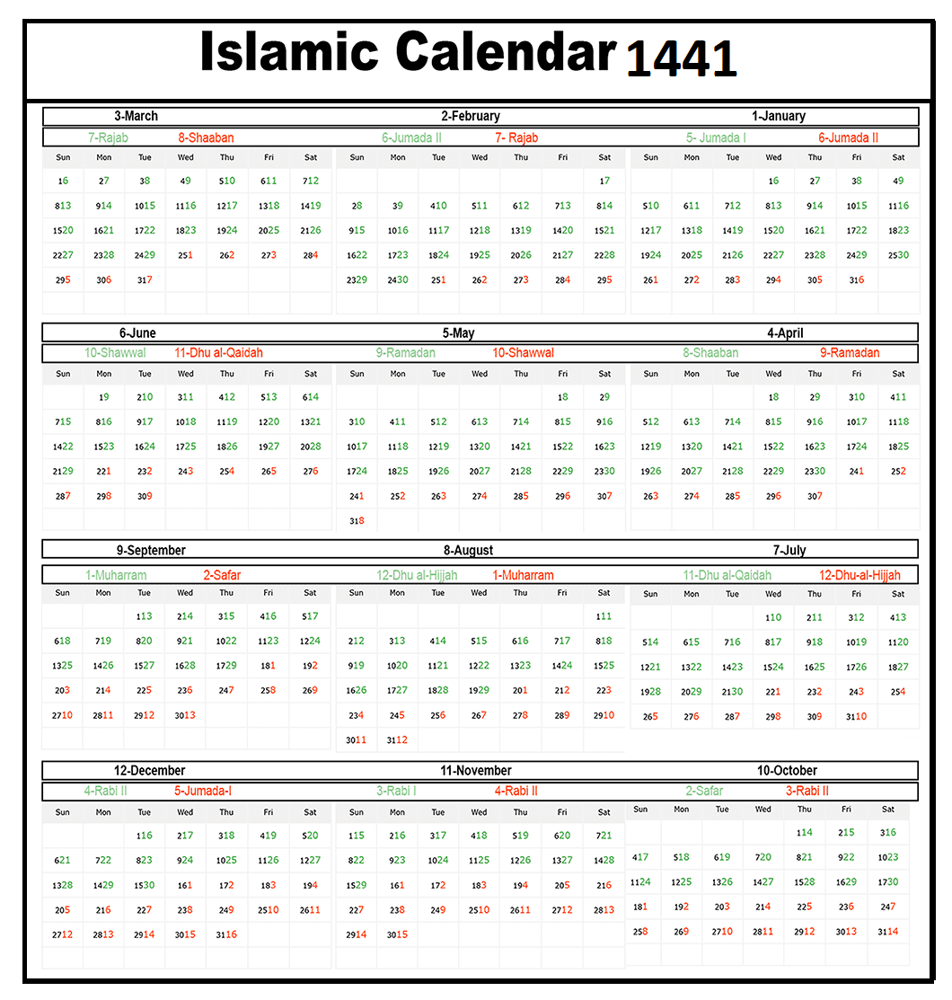 Islamic Calendar 1441
3-March 2-February 1-January
7-Rajab 8-Shaaban 6-Jumada II 7- Rajab 5- Jumada I 6-Jumada II
Sun Mon Tue Wed Thu Fri Sat Sun Mon Tue Wed Thu Fri Sat Sun Mon Tue Wed Thu Fri Sat
16 27 38 49 510 611 712 17 16 27 38 49
813 914 1015 1116 1217 1318 1419 28 39 410 511 612 713 814 510 611 712 813 914 1015 1116
1520 1621 1722 1823 1924 2025 2126 915 1016 1117 1218 1319 1420 1521 1217 1318 1419 1520 1621 1722 1823
2227 2328 2429 251 262 273 284 1622 1723 1824 1925 2026 2127 2228 1924 2025 2126 2227 2328 2429 2530
295 306 317 2329 2430 251 262 273 284 295 261 272 283 294 305 316
6-June 5-May 4-April
10-Shawwal 11-Dhu al-Qaidah 9-Ramadan 10-Shawwal 8-Shaaban 9-Ramadan
Sun Mon Tue Wed Thu Fri Sat Sun Mon Tue Wed Thu Fri Sat Sun Mon Tue Wed Thu Fri Sat
19 210 311 412 513 614 18 29 18 29 310 411
715 816 917 1018 1119 1220 1321 310 411 512 613 714 815 916 512 613 714 815 916 1017 1118
1422 1523 1624 1725 1826 1927 2028 1017 1118 1219 1320 1421 1522 1623 1219 1320 1421 1522 1623 1724 1825
2129 221 232 243 254 265 276 1724 1825 1926 2027 2128 2229 2330 1926 2027 2128 2229 2330 241 252
287 298 309 241 252 263 274 285 296 307 263 274 285 296 307
318
9-September 8-August 7-July
1-Muharram 2-Safar 12-Dhu al-Hijjah 1-Muharram 11-Dhu al-Qaidah 12-Dhu-al-Hijjah
Sun Mon Tue Wed Thu Fri Sat Sun Mon Tue Wed Thu Fri Sat Sun Mon Tue Wed Thu Fri Sat
113 214 315 416 517 111 110 211 312 413
618 719 820 921 1022 1123 1224 212 313 414 515 616 717 818 514 615 716 817 918 1019 1120
1325 1426 1527 1628 1729 181 192 919 1020 1121 1222 1323 1424 1525 1221 1322 1423 1524 1625 1726 1827
203 214 225 236 247 258 269 1626 1727 1828 1929 201 212 223 1928 2029 2130 221 232 243 254
2710 2811 2912 3013 234 245 256 267 278 289 2910 265 276 287 298 309 3110
3011 3112
12-December 11-November 10-October
4-Rabi II 5-Jumada-I 3-Rabi I 4-Rabi II 2-Safar 3-Rabi II
Sun Mon Tue Wed Thu Fri Sat Sun Mon Tue Wed Thu Fri Sat Sun Mon Tue Wed Thu Fri Sat
116 217 318 419 520 115 216 317 418 519 620 721 114 215 316
621 722 823 924 1025 1126 1227 822 923 1024 1125 1226 1327 1428 417 518 619 720 821 922 1023
1328 1429 1530 161 172 183 194 1529 161 172 183 194 205 216 1124 1225 1326 1427 1528 1629 1730
205 216 227 238 249 2510 2611 227 238 249 2510 2611 2712 2813 181 192 203 214 225 236 247
2712 2813 2914 3015 3116 2914 3015 258 269 2710 2811 2912 3013 3114